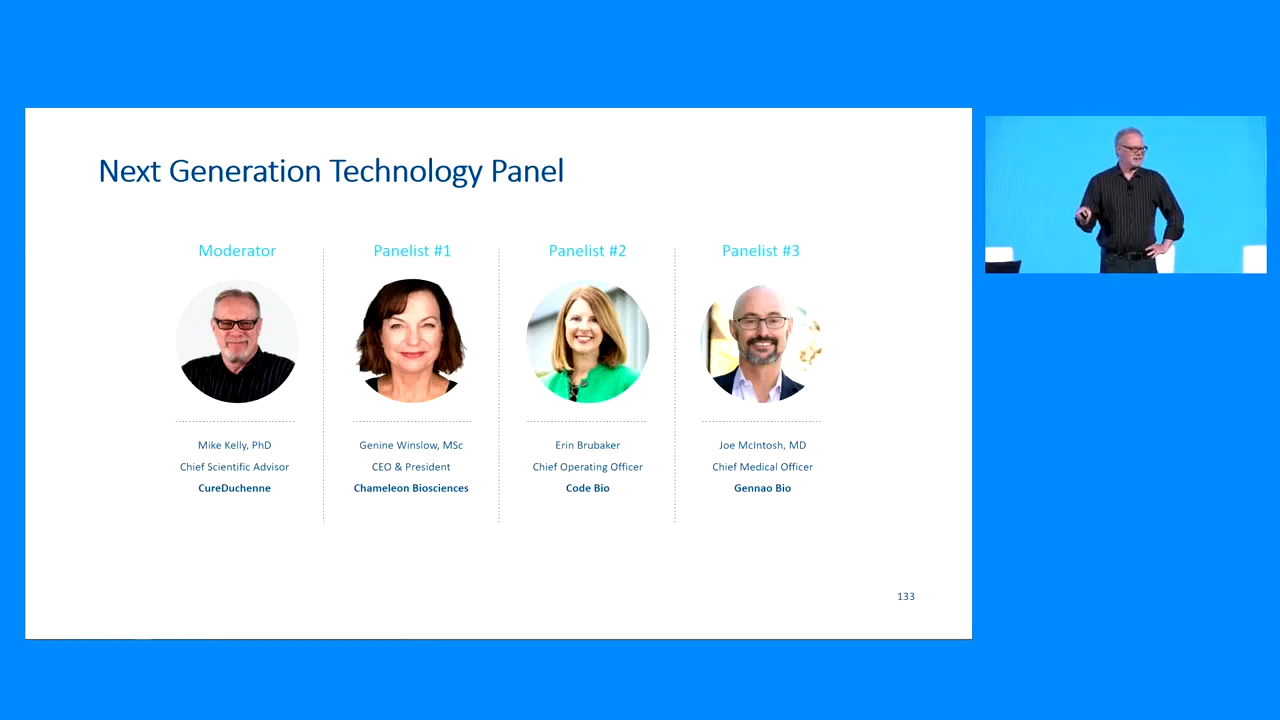 Next Generation Technology Panel
Moderator
Mike Kelly, PhD
Chief Scientific Advisor
CureDuchenne
Panelist #1
Genine Winslow, MSc
CEO & President
Chameleon Biosciences
Panelist #2
Erin Brubaker
Chief Operating Officer
Code Bio
Panelist #3
Joe McIntosh, MD
Chief Medical Officer
Gennao Bio
133